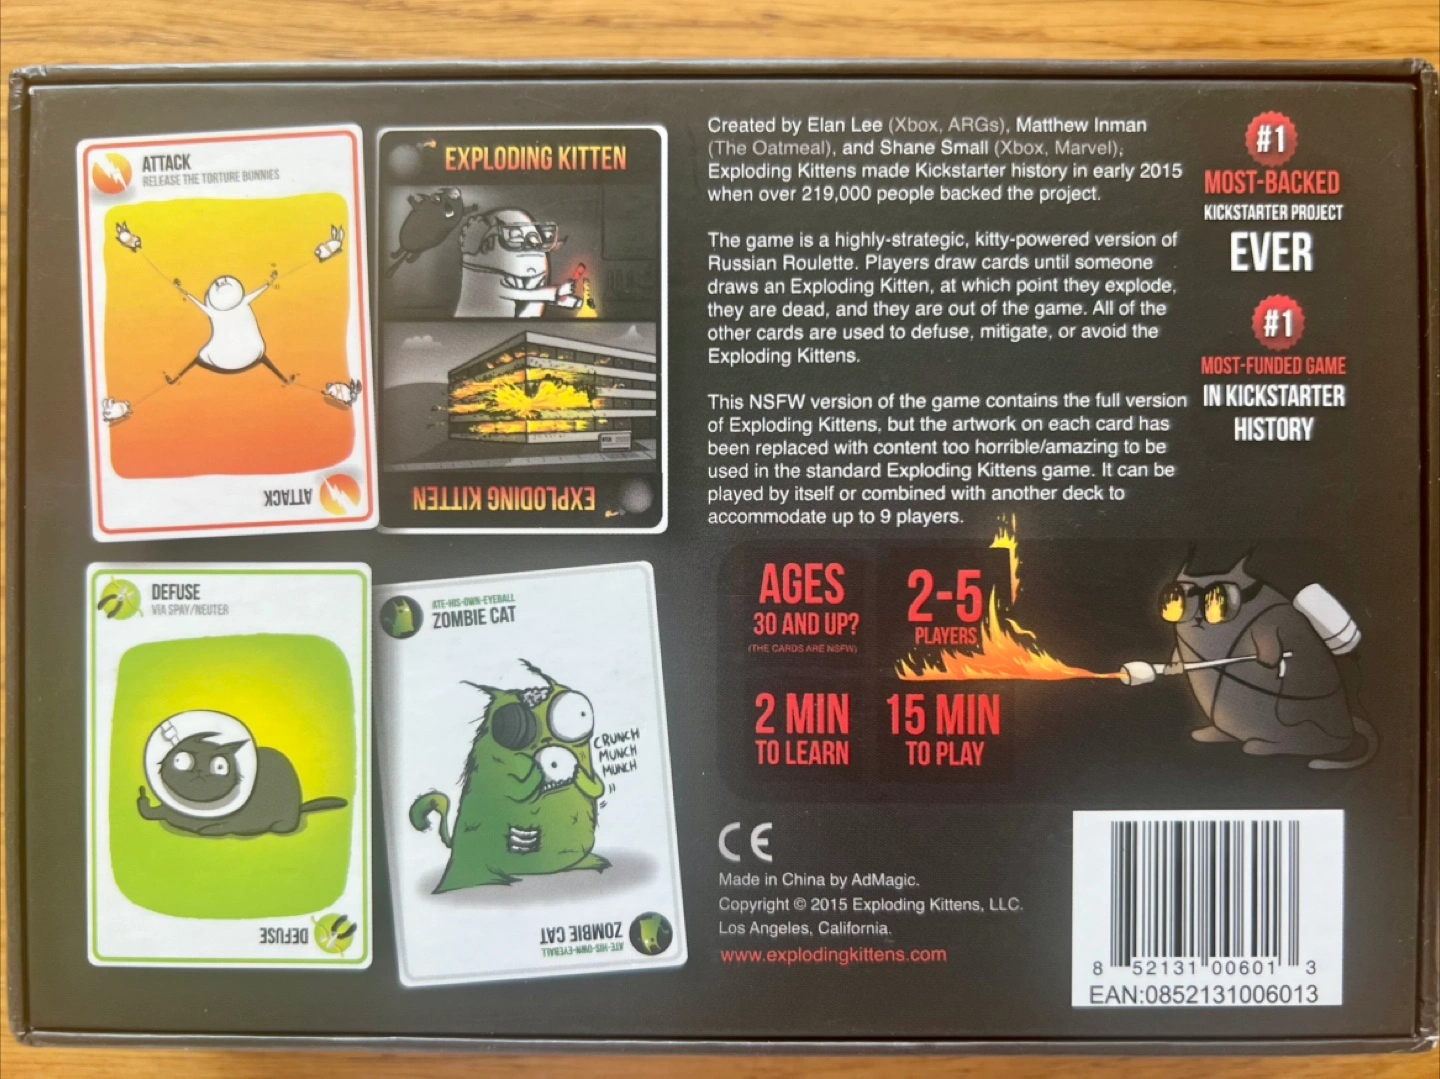 ATTACK
RELEASE THE TORTURE BUNNIES
ATTACK
EXPLODING KITTEN
EXPLODING KITTEN
DEFUSE
VIA SPAY/NEUTER
DEFUSE
ATE-HIS-OWN-EYEBALL
ZOMBIE CAT
CRUNCH
MUNCH
MUNCH
ZOMBIE CAT
ATE-HIS-OWN-EYEBALL
Created by Elan Lee (Xbox, ARGs), Matthew Inman
(The Oatmeal), and Shane Small (Xbox, Marvel),
Exploding Kittens made Kickstarter history in early 2015
when over 219,000 people backed the project.
The game is a highly-strategic, kitty-powered version of
Russian Roulette. Players draw cards until someone
draws an Exploding Kitten, at which point they explode,
they are dead, and they are out of the game. All of the
other cards are used to defuse, mitigate, or avoid the
Exploding Kittens.
This NSFW version of the game contains the full version
of Exploding Kittens, but the artwork on each card has
been replaced with content too horrible/amazing to be
used in the standard Exploding Kittens game. It can be
played by itself or combined with another deck to
accommodate up to 9 players.
#1
MOST-BACKED
KICKSTARTER PROJECT
EVER
#1
MOST-FUNDED GAME
IN KICKSTARTER
HISTORY
AGES
30 AND UP?
(THE CARDS ARE NSFW)
2-5
PLAYERS
2 MIN
TO LEARN
15 MIN
TO PLAY
CE
Made in China by AdMagic.
Copyright © 2015 Exploding Kittens, LLC.
Los Angeles, California.
www.explodingkittens.com
8 52131 00601 3
EAN:0852131006013